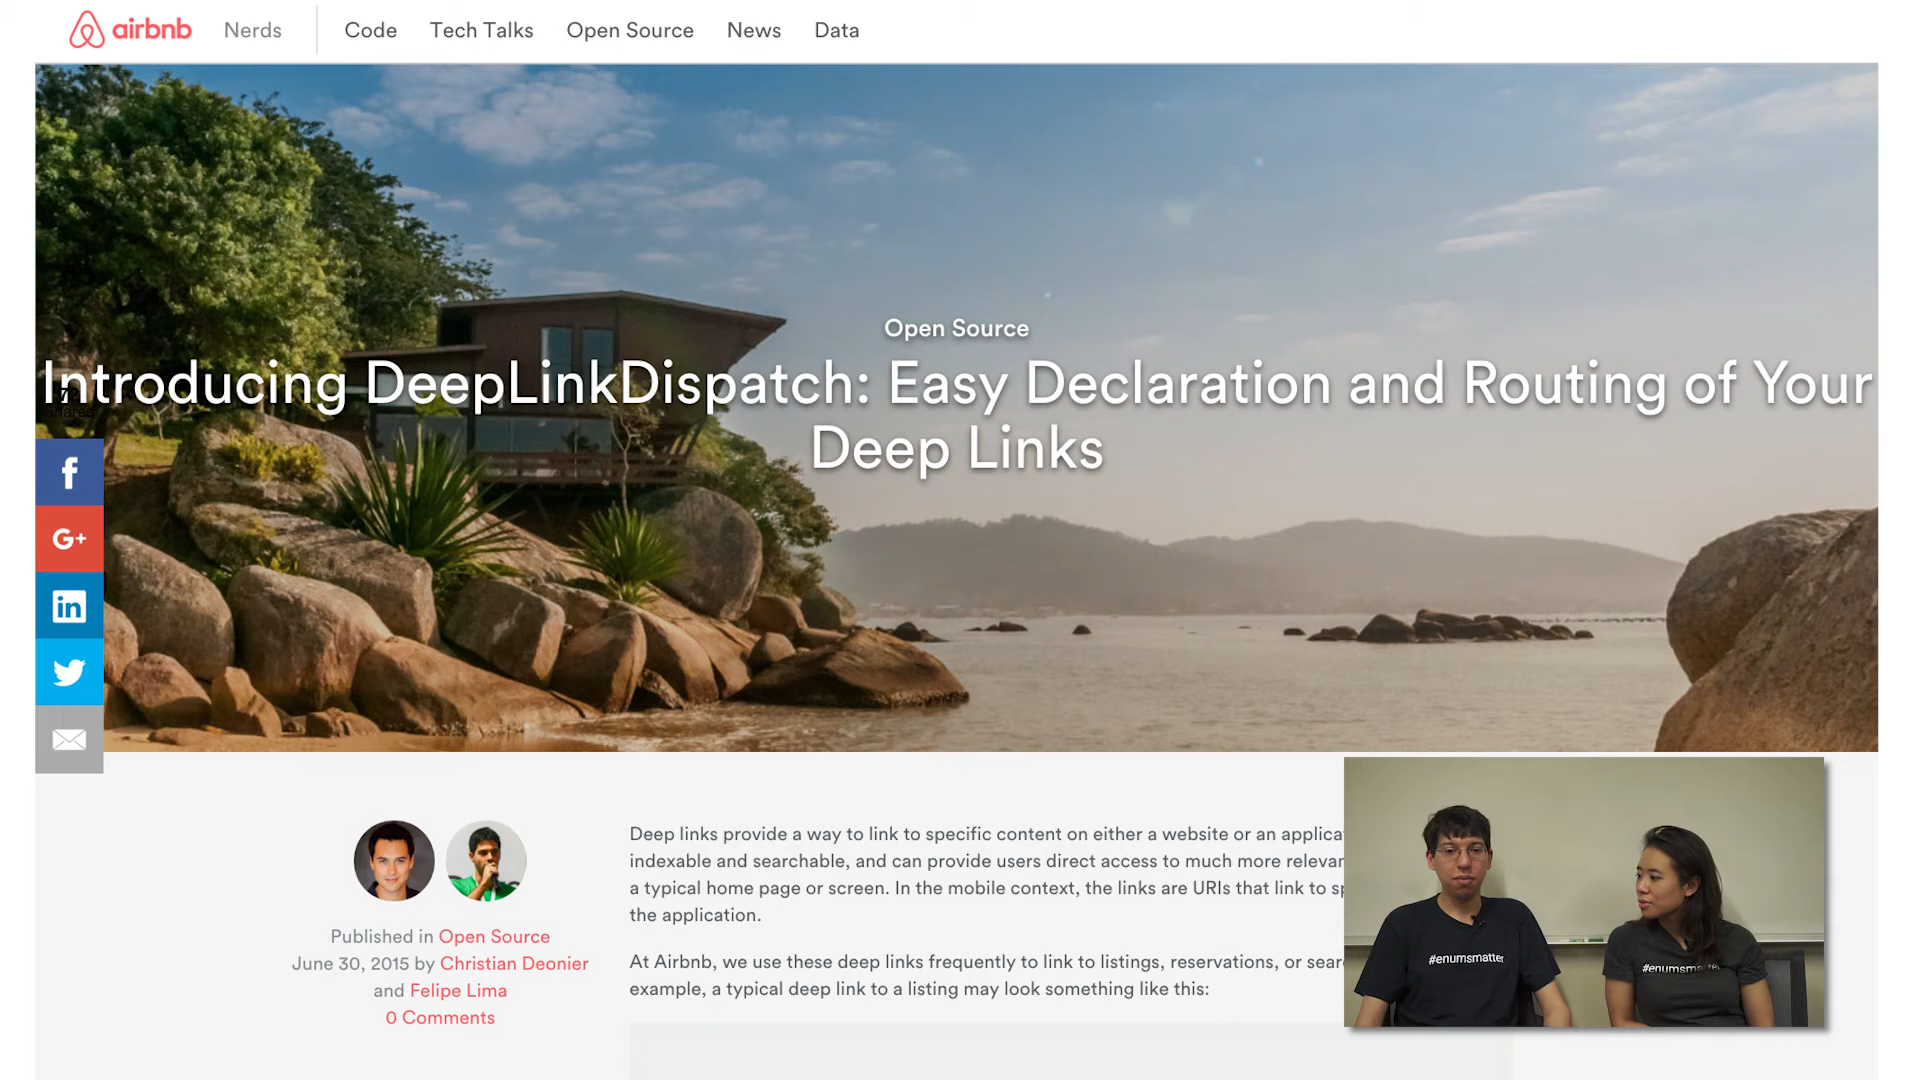 airbnb Nerds Code Tech Talks Open Source News Data
Open Source
Introducing DeepLinkDispatch: Easy Declaration and Routing of Your
Deep Links
Shares
f
G+
in
Deep links provide a way to link to specific content on either a website or an
indexable and searchable, and can provide users direct access to much more
a typical home page or screen. In the mobile context, the links are URIs that link to
the application.
Published in Open Source
June 30, 2015 by Christian Deonier
and Felipe Lima
0 Comments
At Airbnb, we use these deep links frequently to link to listings, reservations, or
example, a typical deep link to a listing may look something like this:
#enumsmatter
#enumsmatter